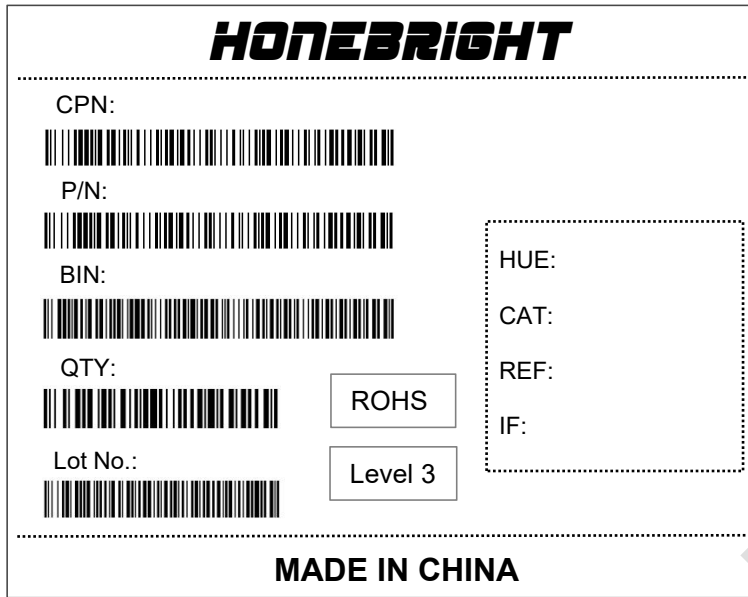 HONEBRIGHT
CPN:
P/N:
BIN:
QTY:
Lot No.:
ROHS
Level 3
HUE:
CAT:
REF:
IF:
MADE IN CHINA